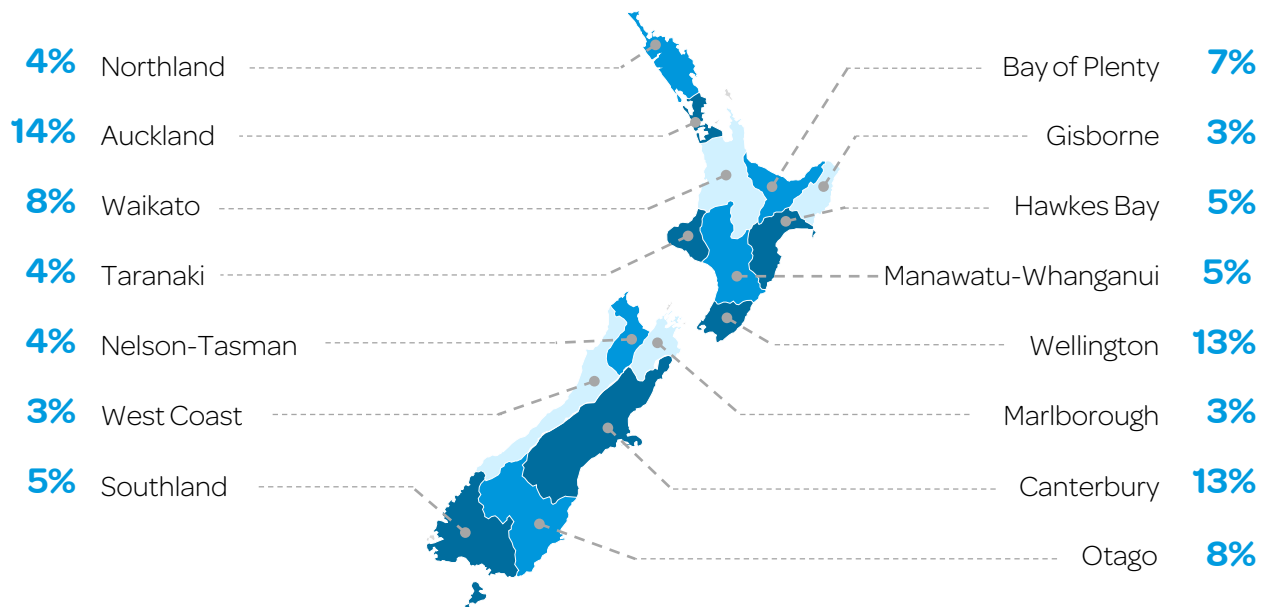 4% Northland
14% Auckland
8% Waikato
4% Taranaki
4% Nelson-Tasman
3% West Coast
5% Southland
Bay of Plenty 7%
Gisborne 3%
Hawkes Bay 5%
Manawatu-Whanganui 5%
Wellington 13%
Marlborough 3%
Canterbury 13%
Otago 8%